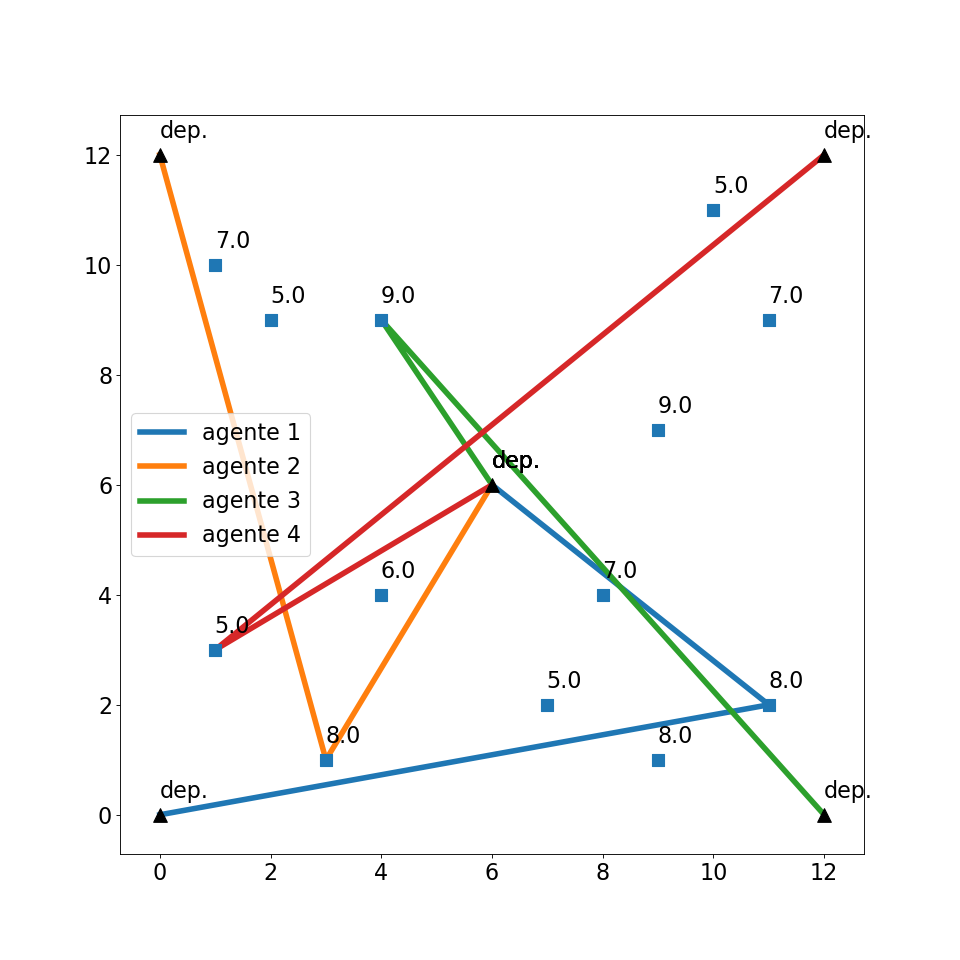 dep. dep.
12
5.0
7.0
10
5.0 9.0 7.0
8
9.0
agente 1
agente 2
dep.
6
agente 3
agente 4
6.0 7.0
4
5.0
5.0 8.0
2
8.0 8.0
dep. dep.
0
0 2 4 6 8 10 12